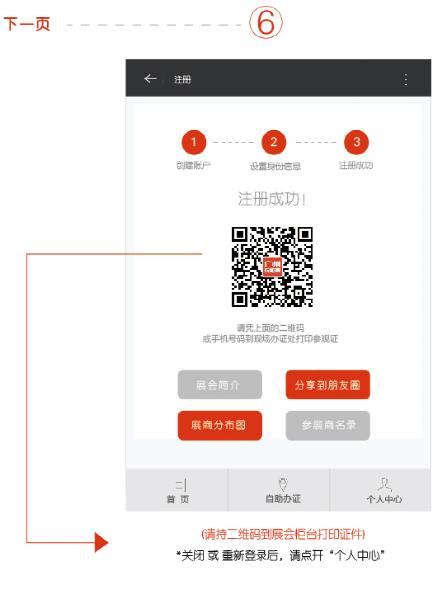 下一页
6
注册
1
2
3
创建账户
设置身份信息
注册成功
注册成功！
广州
请凭上面的二维码
或手机号码到现场办证处打印参观证
展会简介
分享到朋友圈
展商分布图
参展商名录
首 页
自助办证
个人中心
(请持二维码到展会柜台打印证件)
*关闭 或 重新登录后，请点开“个人中心”